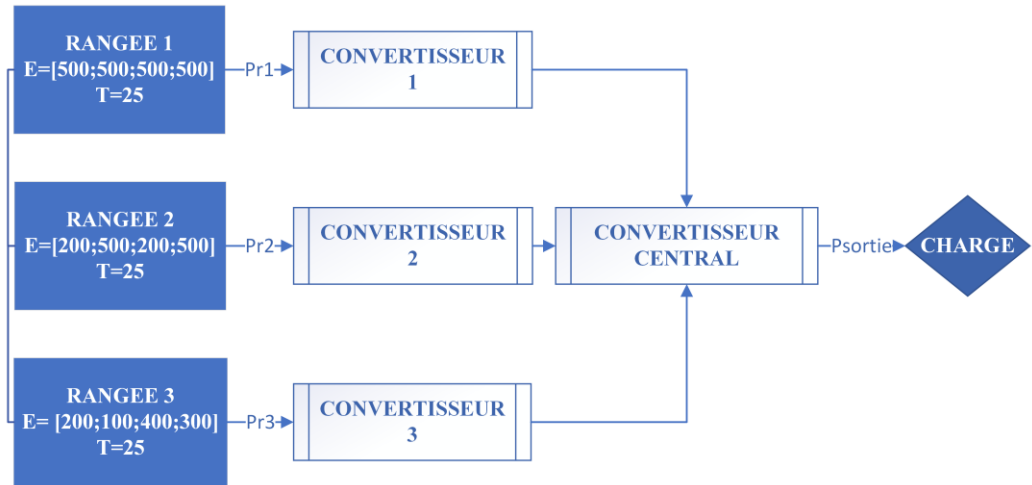 RANGEE 1
E=[500;500;500;500]
T=25
Pr1
CONVERTISSEUR
1
RANGEE 2
E=[200;500;200;500]
T=25
Pr2
CONVERTISSEUR
2
CONVERTISSEUR
CENTRAL
Psortie
CHARGE
RANGEE 3
E= [200;100;400;300]
T=25
Pr3
CONVERTISSEUR
3